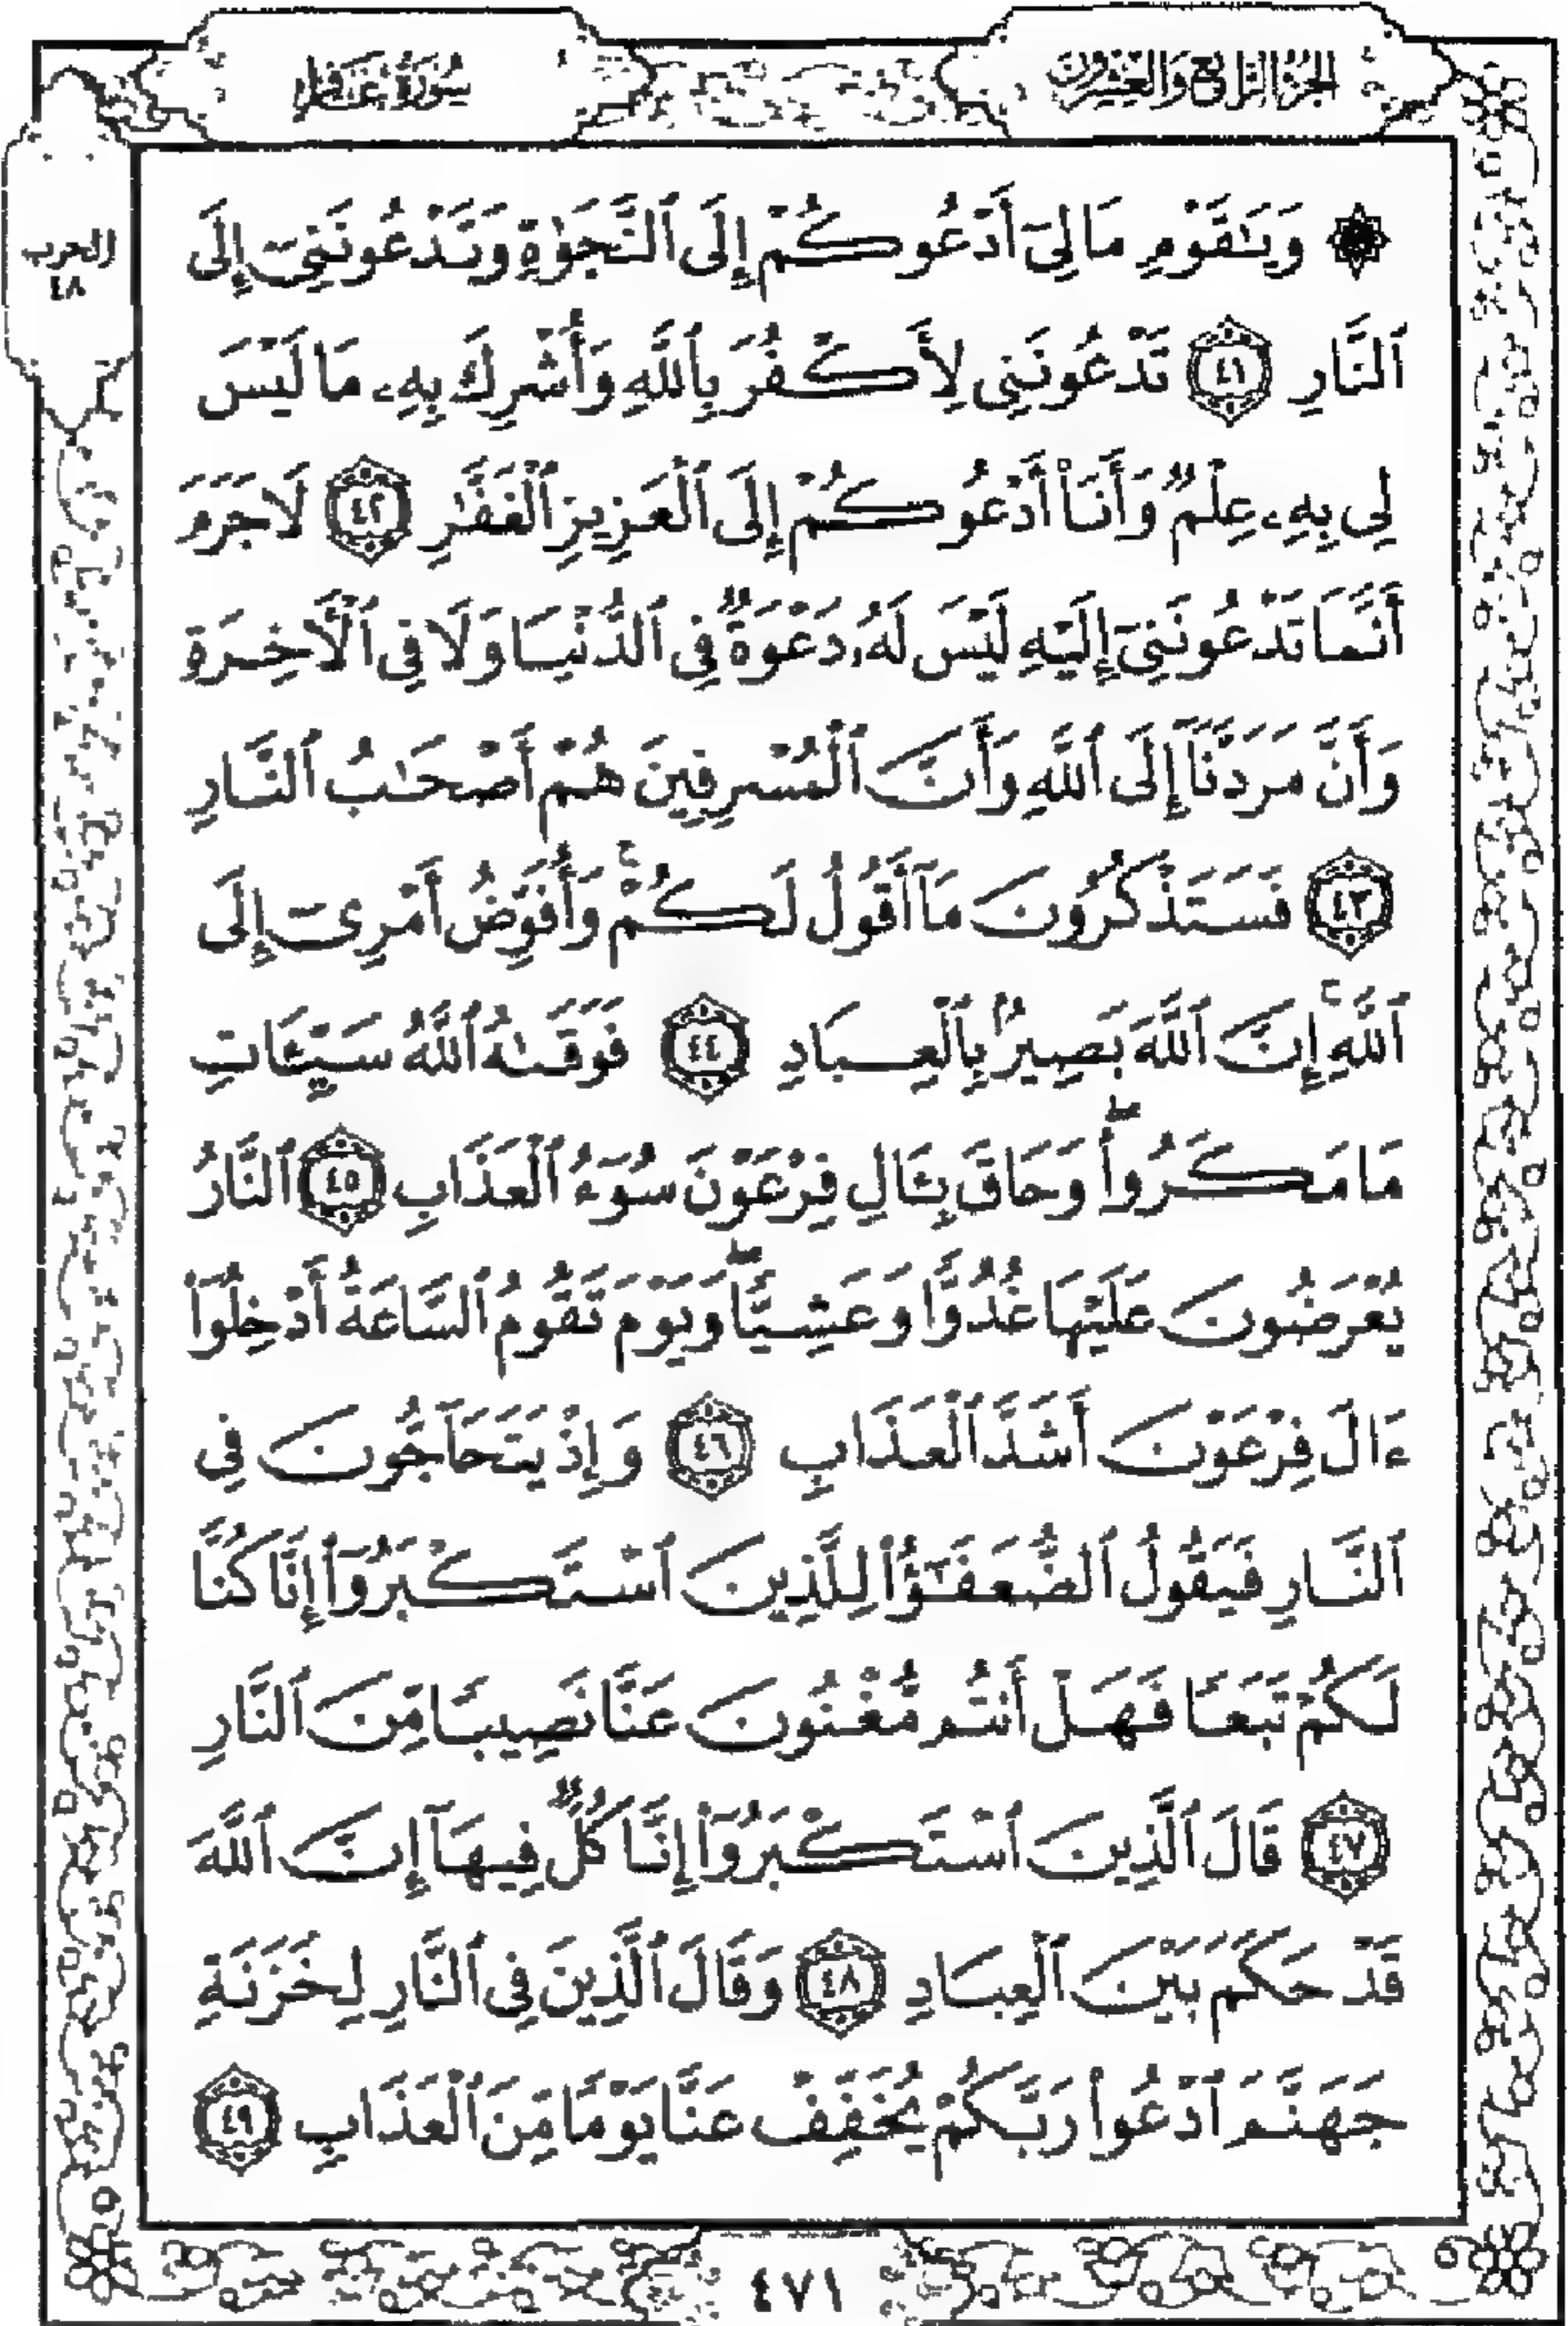 الجزء الرابع والعشرون
سورة غافر
الحزب
٤٨
۞ وَيَٰقَوْمِ مَا لِيٓ أَدْعُوكُمْ إِلَى ٱلنَّجَوٰةِ وَتَدْعُونَنِىٓ إِلَى
ٱلنَّارِ ٤١ تَدْعُونَنِى لِأَكْفُرَ بِٱللَّهِ وَأُشْرِكَ بِهِۦ مَا لَيْسَ
لِى بِهِۦ عِلْمٌ وَأَنَا۠ أَدْعُوكُمْ إِلَى ٱلْعَزِيزِ ٱلْغَفَّٰرِ ٤٢ لَا جَرَمَ
أَنَّمَا تَدْعُونَنِىٓ إِلَيْهِ لَيْسَ لَهُۥ دَعْوَةٌ فِى ٱلدُّنْيَا وَلَا فِى ٱلْءَاخِرَةِ
وَأَنَّ مَرَدَّنَآ إِلَى ٱللَّهِ وَأَنَّ ٱلْمُسْرِفِينَ هُمْ أَصْحَٰبُ ٱلنَّارِ
٤٣ فَسَتَذْكُرُونَ مَآ أَقُولُ لَكُمْ ۚ وَأُفَوِّضُ أَمْرِىٓ إِلَى
ٱللَّهِ ۚ إِنَّ ٱللَّهَ بَصِيرٌۢ بِٱلْعِبَادِ ٤٤ فَوَقَىٰهُ ٱللَّهُ سَيِّـَٔاتِ
مَا مَكَرُوا۟ ۖ وَحَاقَ بِـَٔالِ فِرْعَوْنَ سُوٓءُ ٱلْعَذَابِ ٤٥ ٱلنَّارُ
يُعْرَضُونَ عَلَيْهَا غُدُوًّا وَعَشِيًّا ۖ وَيَوْمَ تَقُومُ ٱلسَّاعَةُ أَدْخِلُوٓا۟
ءَالَ فِرْعَوْنَ أَشَدَّ ٱلْعَذَابِ ٤٦ وَإِذْ يَتَحَآجُّونَ فِى
ٱلنَّارِ فَيَقُولُ ٱلضُّعَفَٰٓؤُا۟ لِلَّذِينَ ٱسْتَكْبَرُوٓا۟ إِنَّا كُنَّا
لَكُمْ تَبَعًا فَهَلْ أَنتُم مُّغْنُونَ عَنَّا نَصِيبًا مِّنَ ٱلنَّارِ
٤٧ قَالَ ٱلَّذِينَ ٱسْتَكْبَرُوٓا۟ إِنَّا كُلٌّ فِيهَآ إِنَّ ٱللَّهَ
قَدْ حَكَمَ بَيْنَ ٱلْعِبَادِ ٤٨ وَقَالَ ٱلَّذِينَ فِى ٱلنَّارِ لِخَزَنَةِ
جَهَنَّمَ ٱدْعُوا۟ رَبَّكُمْ يُخَفِّفْ عَنَّا يَوْمًا مِّنَ ٱلْعَذَابِ ٤٩
٤٧١